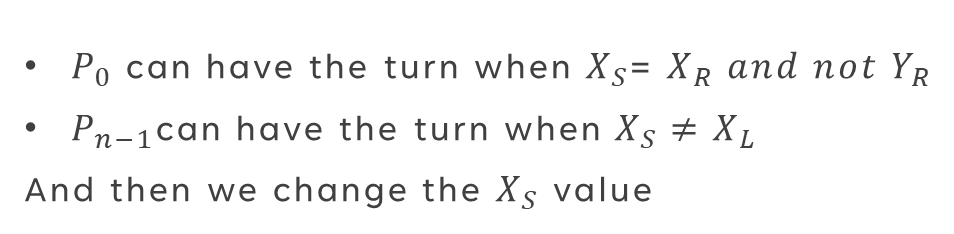 • P₀ can have the turn when X_S= X_R and not Y_R
• P_{n−1}can have the turn when X_S ≠ X_L
And then we change the X_S value